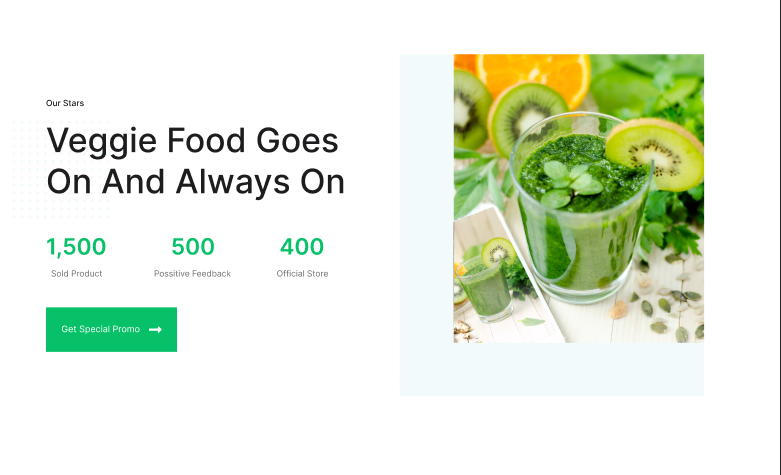 Our Stars
Veggie Food Goes
On And Always On
1,500
Sold Product
500
Possitive Feedback
400
Official Store
Get Special Promo